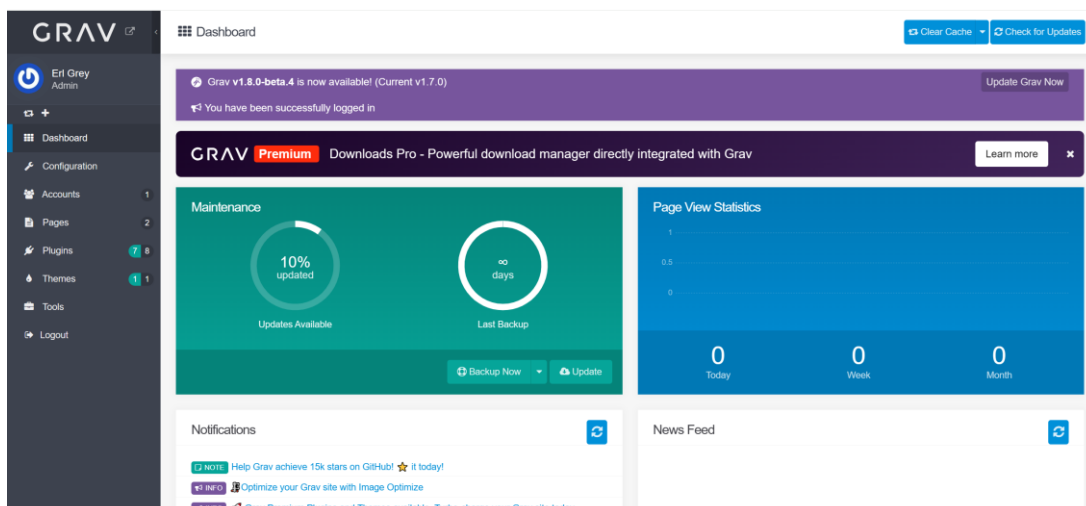 GRAV
Dashboard
Clear Cache
Check for Updates
Erl Grey
Admin
Dashboard
Configuration
Accounts 1
Pages 2
Plugins 7 8
Themes 1 1
Tools
Logout
Grav v1.8.0-beta.4 is now available! (Current v1.7.0)
Update Grav Now
You have been successfully logged in
GRAV Premium Downloads Pro - Powerful download manager directly integrated with Grav
Learn more
Maintenance
10%
updated
∞
days
Updates Available
Last Backup
Backup Now
Update
Page View Statistics
1
0.5
0
0
Today
0
Week
0
Month
Notifications
NOTE Help Grav achieve 15k stars on GitHub! ⭐ it today!
INFO Optimize your Grav site with Image Optimize
News Feed